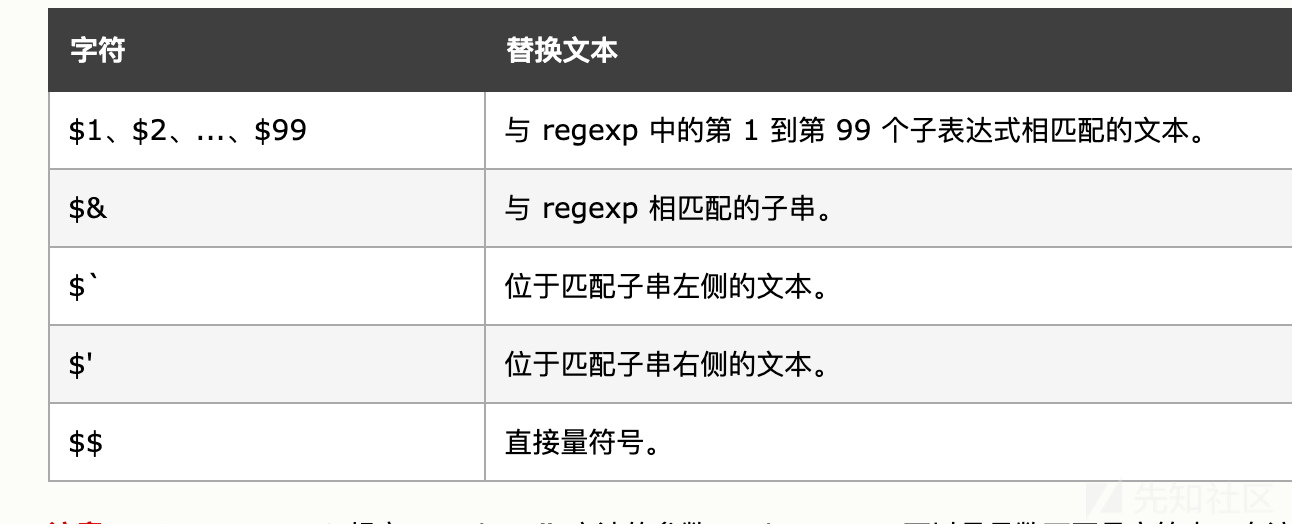 字符 替换文本
$1、$2、...、$99 与 regexp 中的第 1 到第 99 个子表达式相匹配的文本。
$& 与 regexp 相匹配的子串。
$` 位于匹配子串左侧的文本。
$' 位于匹配子串右侧的文本。
$$ 直接量符号。
先知社区